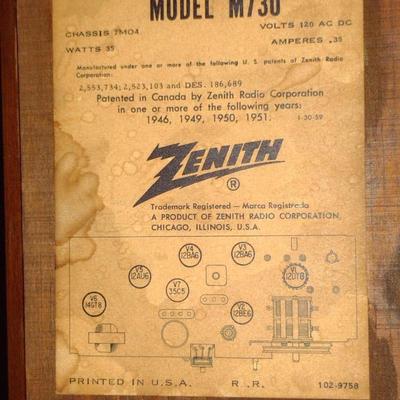 MODEL M730
CHASSIS 7M04
VOLTS 120 AC DC
WATTS 35
AMPERES .35
Manufactured under one or more of the following U. S. patents of Zenith Radio
Corporation:
2,553,734; 2,523,103 and DES. 186,689
Patented in Canada by Zenith Radio Corporation
in one or more of the following years:
1946, 1949, 1950, 1951.
1-30-59
ZENITH
®
Trademark Registered — Marca Registrada
A PRODUCT OF ZENITH RADIO CORPORATION,
CHICAGO, ILLINOIS, U.S.A.
V4
12BA6
V3
12BA6
V5
12AU6
V1
12DT8
V7
35C5
V6
14GT8
V2
12BE6
PRINTED IN U.S.A.
R..R.
102-9758